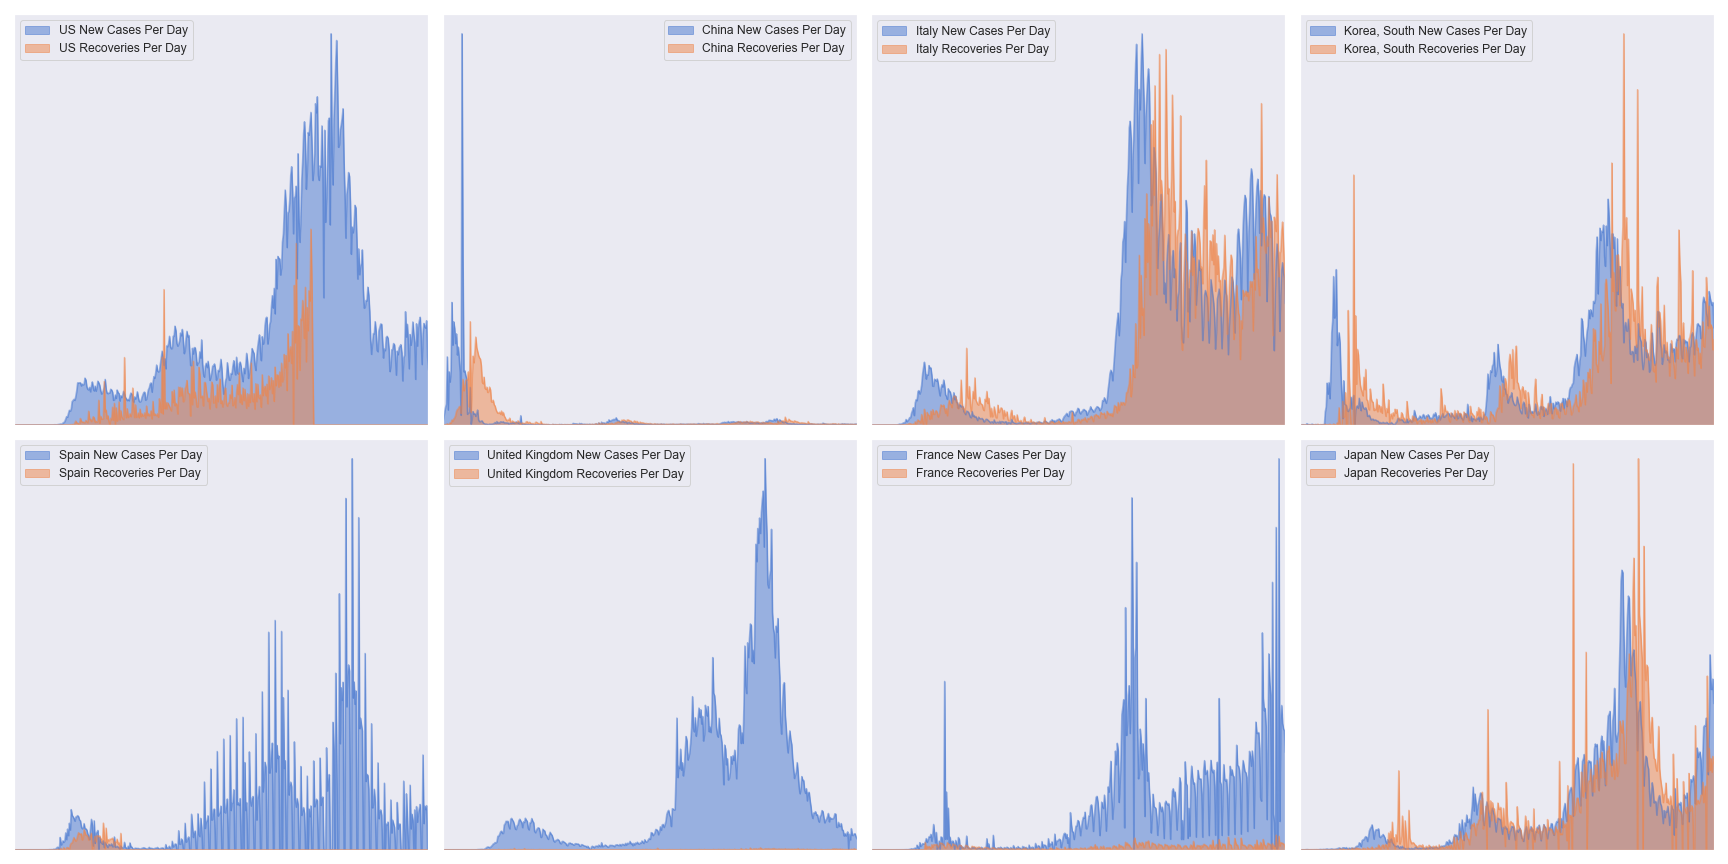 US New Cases Per Day
US Recoveries Per Day
China New Cases Per Day
China Recoveries Per Day
Italy New Cases Per Day
Italy Recoveries Per Day
Korea, South New Cases Per Day
Korea, South Recoveries Per Day
Spain New Cases Per Day
Spain Recoveries Per Day
United Kingdom New Cases Per Day
United Kingdom Recoveries Per Day
France New Cases Per Day
France Recoveries Per Day
Japan New Cases Per Day
Japan Recoveries Per Day